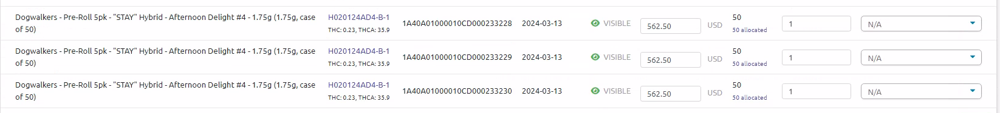 Dogwalkers - Pre-Roll 5pk - "STAY" Hybrid - Afternoon Delight #4 - 1.75g (1.75g, case
of 50)
H020124AD4-B-1
THC: 0.23, THCA: 35.9
1A40A01000010CD000233228
2024-03-13
VISIBLE
562.50
USD
50
50 allocated
1
N/A
Dogwalkers - Pre-Roll 5pk - "STAY" Hybrid - Afternoon Delight #4 - 1.75g (1.75g, case
of 50)
H020124AD4-B-1
THC: 0.23, THCA: 35.9
1A40A01000010CD000233229
2024-03-13
VISIBLE
562.50
USD
50
50 allocated
1
N/A
Dogwalkers - Pre-Roll 5pk - "STAY" Hybrid - Afternoon Delight #4 - 1.75g (1.75g, case
of 50)
H020124AD4-B-1
THC: 0.23, THCA: 35.9
1A40A01000010CD000233230
2024-03-13
VISIBLE
562.50
USD
50
50 allocated
1
N/A